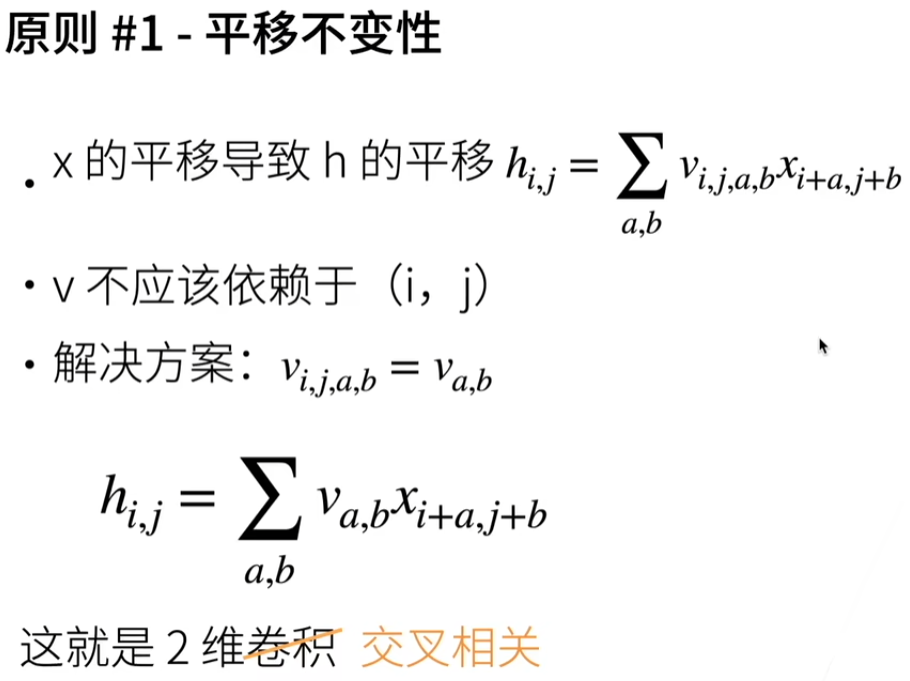 原则 #1 - 平移不变性
• x 的平移导致 h 的平移 h_{i,j} = ∑_{a,b} v_{i,j,a,b}x_{i+a,j+b}
• v 不应该依赖于（i，j）
• 解决方案：v_{i,j,a,b} = v_{a,b}
h_{i,j} = ∑_{a,b} v_{a,b}x_{i+a,j+b}
这就是 2 维卷积 交叉相关